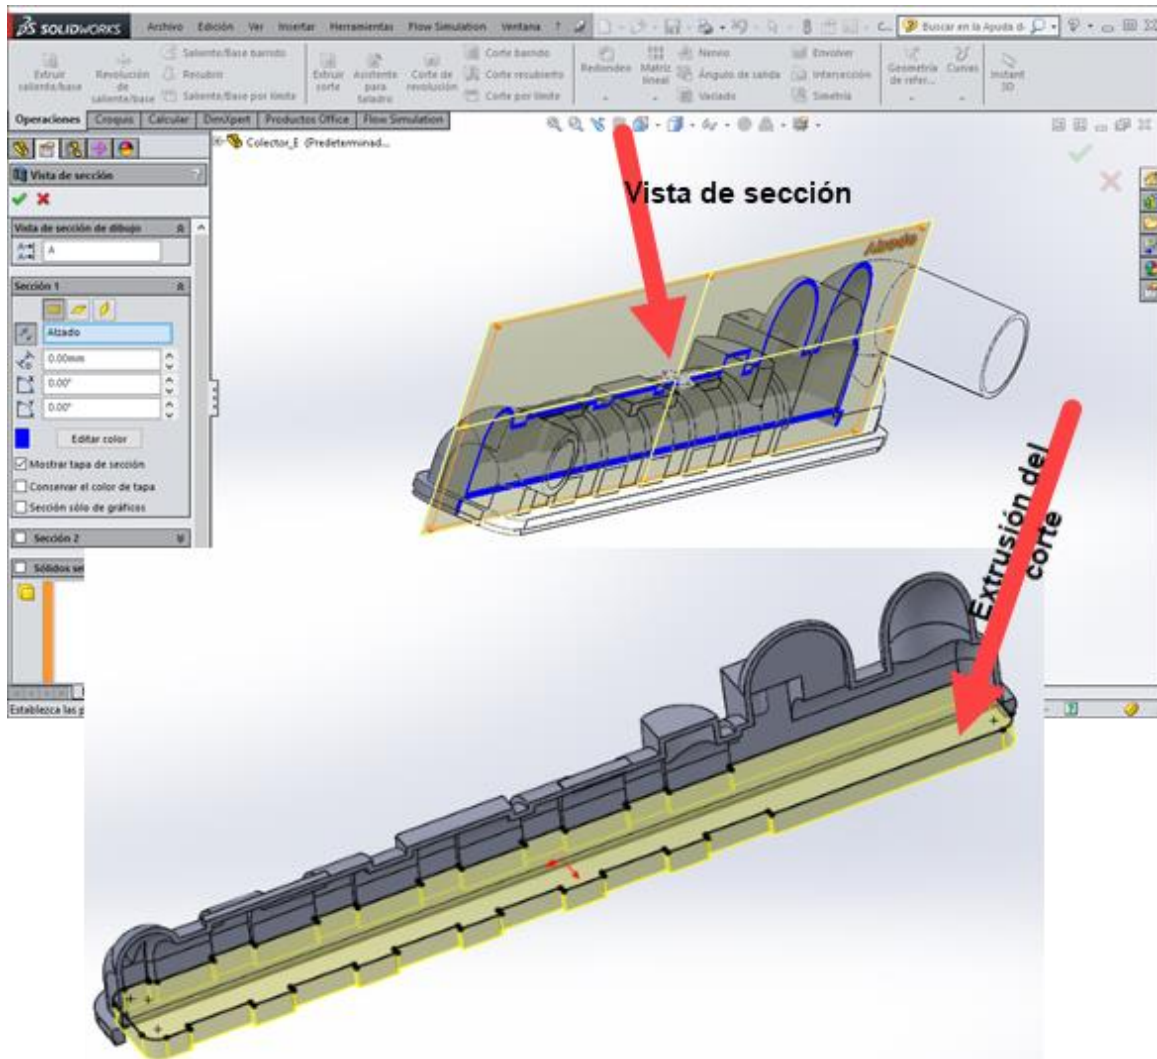 SOLIDWORKS Archivo Edición Ver Insertar Herramientas Flow Simulation Ventana ? C... Buscar en la Ayuda d
Extruir saliente/base
Revolución de saliente/base
Saliente/Base barrido
Recubrir
Saliente/Base por límite
Extruir corte
Asistente para taladro
Corte de revolución
Corte barrido
Corte recubierto
Corte por límite
Redondeo
Matriz lineal
Nervio
Ángulo de salida
Vaciado
Envolver
Intersección
Simetría
Geometría de refer...
Curvas
Instant 3D
Operaciones Croquis Calcular DimXpert Productos Office Flow Simulation
Colector_E (Predeterminad...
Vista de sección ?
Vista de sección de dibujo
A
Sección 1
Alzado
0.00mm
0.00°
0.00°
Editar color
Mostrar tapa de sección
Conservar el color de tapa
Sección sólo de gráficos
Sección 2
Sólidos se
Establezca las p
Vista de sección
Alzado
Extrusión del
corte